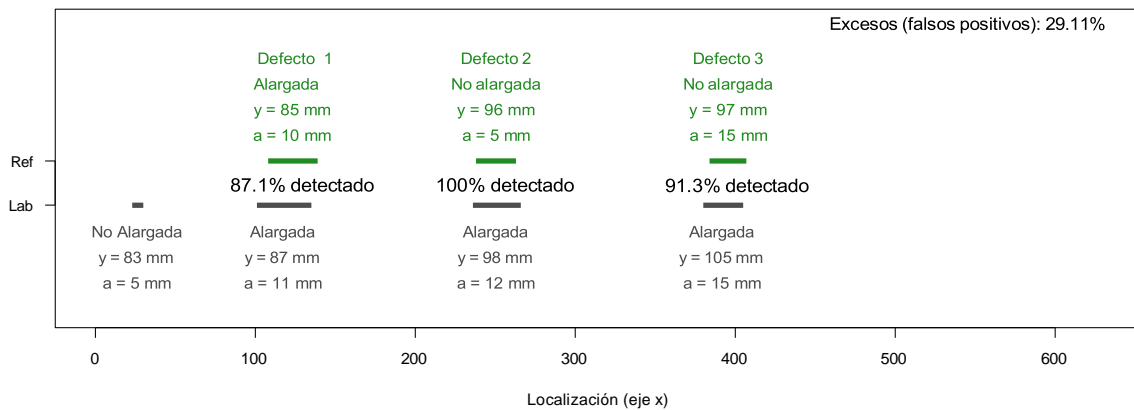 Excesos (falsos positivos): 29.11%
Defecto 1
Alargada
y = 85 mm
a = 10 mm
Defecto 2
No alargada
y = 96 mm
a = 5 mm
Defecto 3
No alargada
y = 97 mm
a = 15 mm
Ref
87.1% detectado
100% detectado
91.3% detectado
Lab
No Alargada
y = 83 mm
a = 5 mm
Alargada
y = 87 mm
a = 11 mm
Alargada
y = 98 mm
a = 12 mm
Alargada
y = 105 mm
a = 15 mm
0 100 200 300 400 500 600
Localización (eje x)